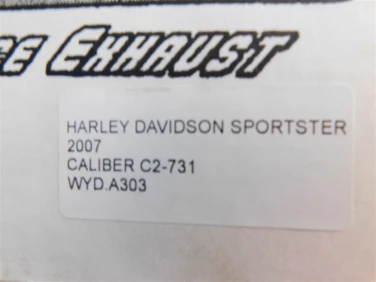 EXHAUST
HARLEY DAVIDSON SPORTSTER
2007
CALIBER C2-731
WYD.A303